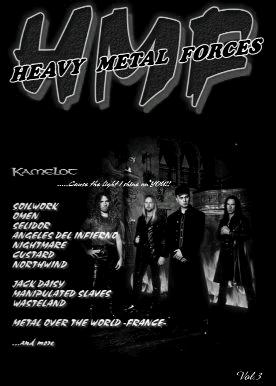 HMF
HEAVY METAL FORCES
KAMELOT
.....Cause the light I shine on YOU!!
SOILWORK
OMEN
SELIDOR
ANGELES DEL INFIERNO
NIGHTMARE
CUSTARD
NORTHWIND
JACK DAISY
MANIPULATED SLAVES
WASTELAND
METAL OVER THE WORLD -FRANCE-
...and more
Vol.3